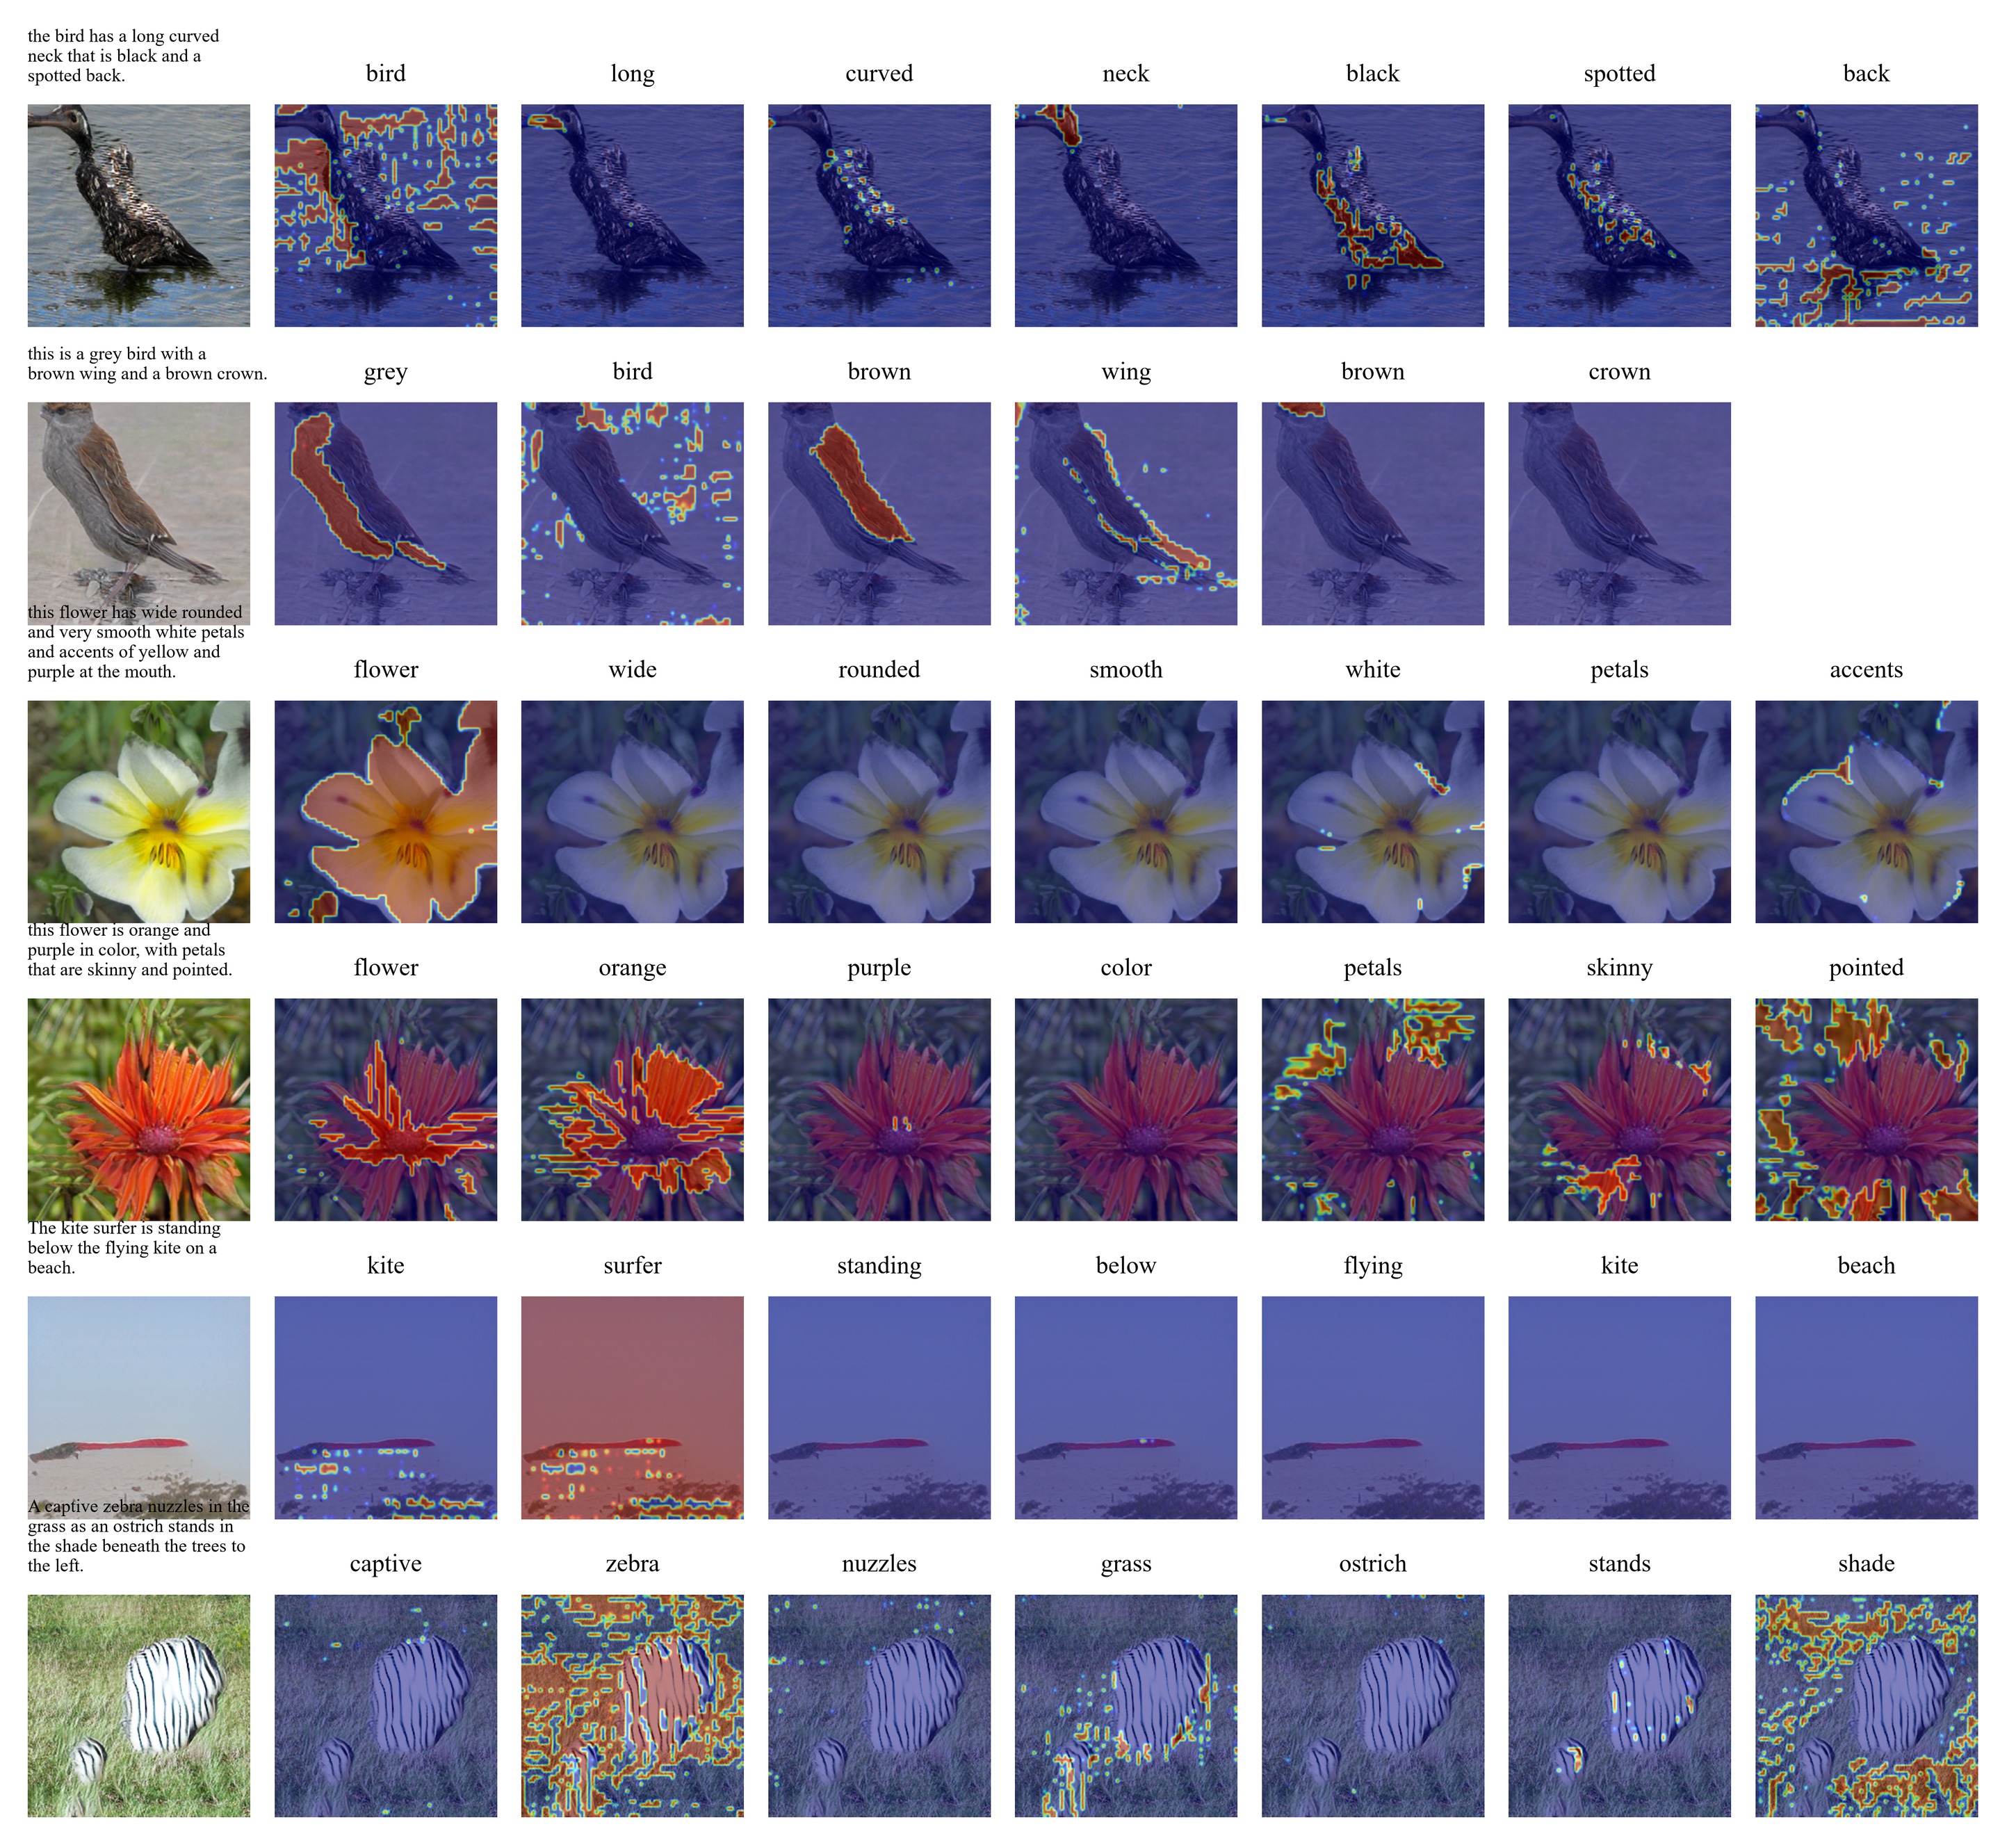 the bird has a long curved
neck that is black and a
spotted back.
bird long curved neck black spotted back
this is a grey bird with a
brown wing and a brown crown.
grey bird brown wing brown crown
this flower has wide rounded
and very smooth white petals
and accents of yellow and
purple at the mouth.
flower wide rounded smooth white petals accents
this flower is orange and
purple in color, with petals
that are skinny and pointed.
flower orange purple color petals skinny pointed
The kite surfer is standing
below the flying kite on a
beach.
kite surfer standing below flying kite beach
A captive zebra nuzzles in the
grass as an ostrich stands in
the shade beneath the trees to
the left.
captive zebra nuzzles grass ostrich stands shade